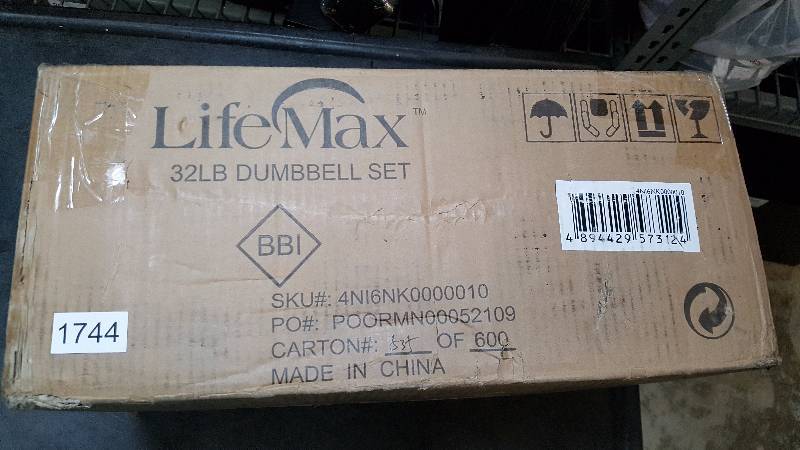 LifeMax™
32LB DUMBBELL SET
BBI
4NI6NK0000010
4 894429 573124
SKU#: 4NI6NK0000010
PO#: POORMN00052109
CARTON#: OF 600
MADE IN CHINA
1744